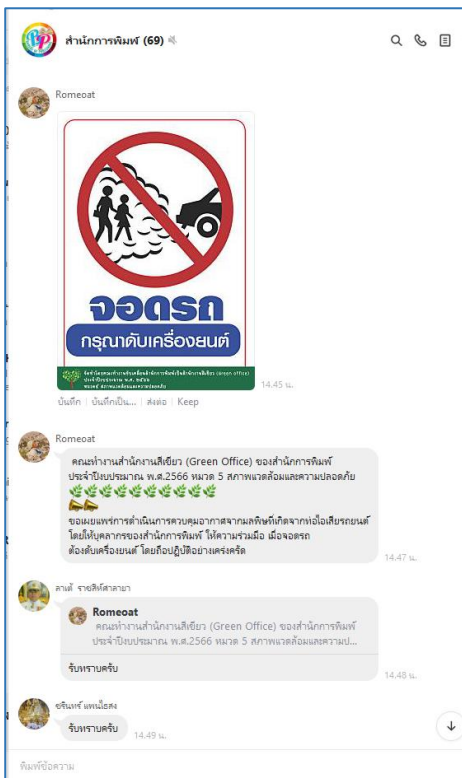 สำนักการพิมพ์ (69)
Romeoat
จอดรถ
กรุณาดับเครื่องยนต์
14.45 น.
บันทึก | บันทึกเป็น... | ส่งต่อ | Keep
Romeoat
คณะทำงานสำนักงานสีเขียว (Green Office) ของสำนักการพิมพ์
ประจำปีงบประมาณ พ.ศ.2566 หมวด 5 สภาพแวดล้อมและความปลอดภัย
ขอเผยแพร่การดำเนินการควบคุมอากาศจากมลพิษที่เกิดจากท่อไอเสียรถยนต์
โดยให้บุคลากรของสำนักการพิมพ์ ให้ความร่วมมือ เมื่อจอดรถ
ต้องดับเครื่องยนต์ โดยถือปฏิบัติอย่างเคร่งครัด
14.47 น.
Romeoat
คณะทำงานสำนักงานสีเขียว (Green Office) ของสำนักการพิมพ์
ประจำปีงบประมาณ พ.ศ.2566 หมวด 5 สภาพแวดล้อมและความป...
รับทราบครับ
14.48 น.
รับทราบครับ
14.49 น.
พิมพ์ข้อความ